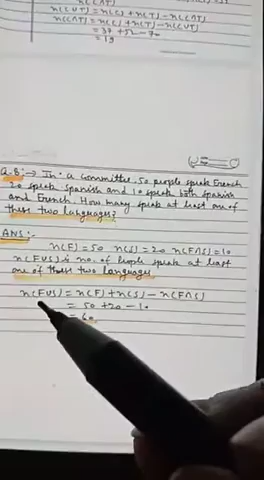 n(C∪T) = n(C) + n(T) - n(C∩T)
n(C∩T) = n(C) + n(T) - n(C∪T)
= 37 + 52 - 70
= 19
Q.8:→ In a committee, 50 people speak French
20 speak spanish and 10 speak both spanish
and French. How many speak at least one of
these two languages?
ANS:-
n(F)=50 n(S)=20 n(F∩S)=10
n(F∪S) is no. of people speak at least
one of these two languages
n(F∪S) = n(F) + n(S) - n(F∩S)
= 50 + 20 - 10
= 60